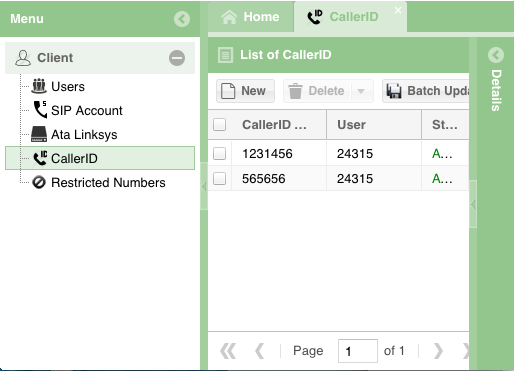 Menu
Client
Users
SIP Account
Ata Linksys
CallerID
Restricted Numbers
Home
CallerID
List of CallerID
New
Delete
Batch Upda
CallerID ...
User
St...
1231456
24315
A...
565656
24315
A...
Page 1 of 1
Details